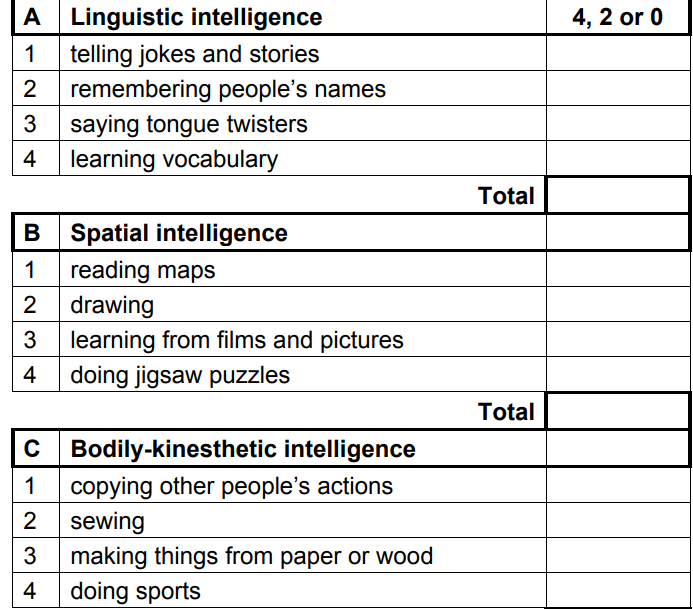 A Linguistic intelligence 4, 2 or 0
1 telling jokes and stories
2 remembering people's names
3 saying tongue twisters
4 learning vocabulary
Total
B Spatial intelligence
1 reading maps
2 drawing
3 learning from films and pictures
4 doing jigsaw puzzles
Total
C Bodily-kinesthetic intelligence
1 copying other people's actions
2 sewing
3 making things from paper or wood
4 doing sports